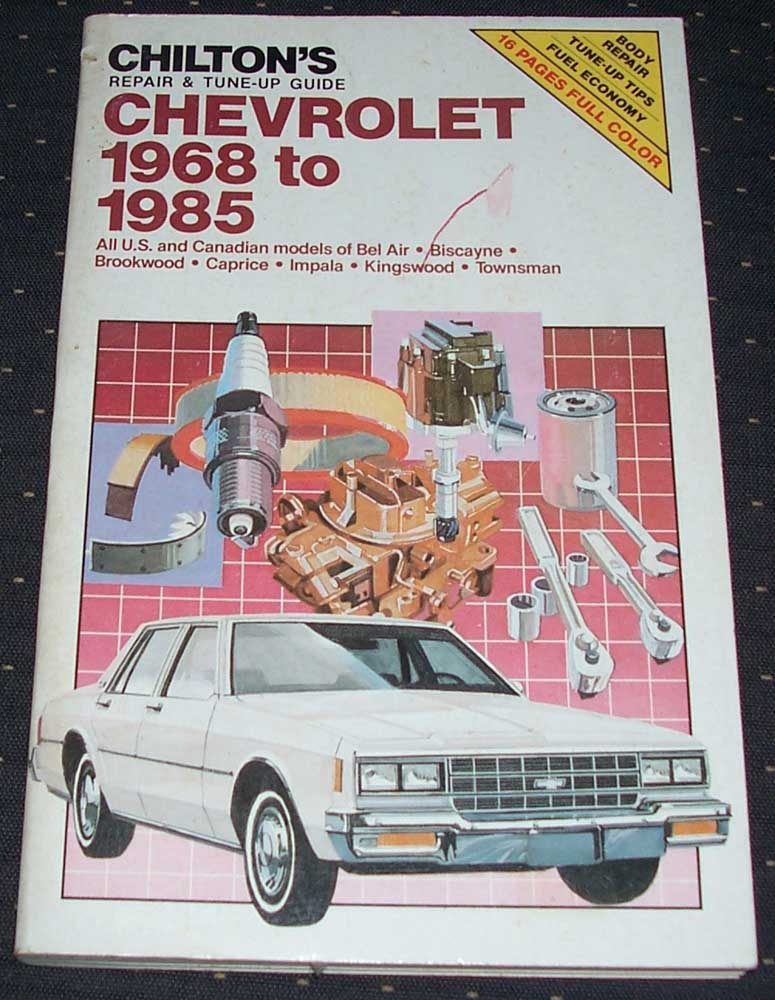 CHILTON'S
REPAIR & TUNE-UP GUIDE
CHEVROLET
1968 to
1985
All U.S. and Canadian models of Bel Air • Biscayne •
Brookwood • Caprice • Impala • Kingswood • Townsman
BODY
REPAIR
TUNE-UP TIPS
FUEL ECONOMY
16 PAGES FULL COLOR